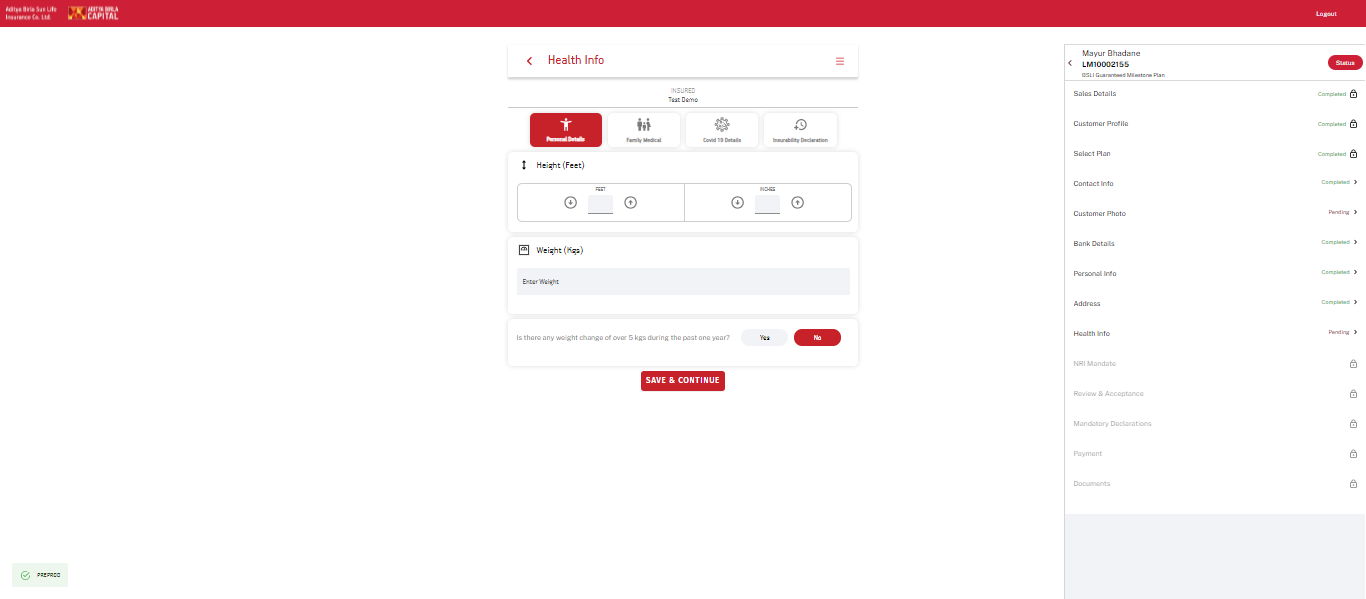 Aditya Birla Sun Life
Insurance Co. Ltd.
ADITYA BIRLA
CAPITAL
Logout
Health Info
INSURED
Test Demo
Personal Details
Family Medical
Covid 19 Details
Insurability Declaration
Height (Feet)
FEET
INCHES
Weight (Kgs)
Enter Weight
Is there any weight change of over 5 kgs during the past one year?
Yes
No
SAVE & CONTINUE
Mayur Bhadane
LM10002155
BSLI Guaranteed Milestone Plan
Status
Sales Details Completed
Customer Profile Completed
Select Plan Completed
Contact Info Completed
Customer Photo Pending
Bank Details Completed
Personal Info Completed
Address Completed
Health Info Pending
NRI Mandate
Review & Acceptance
Mandatory Declarations
Payment
Documents
PREPROD